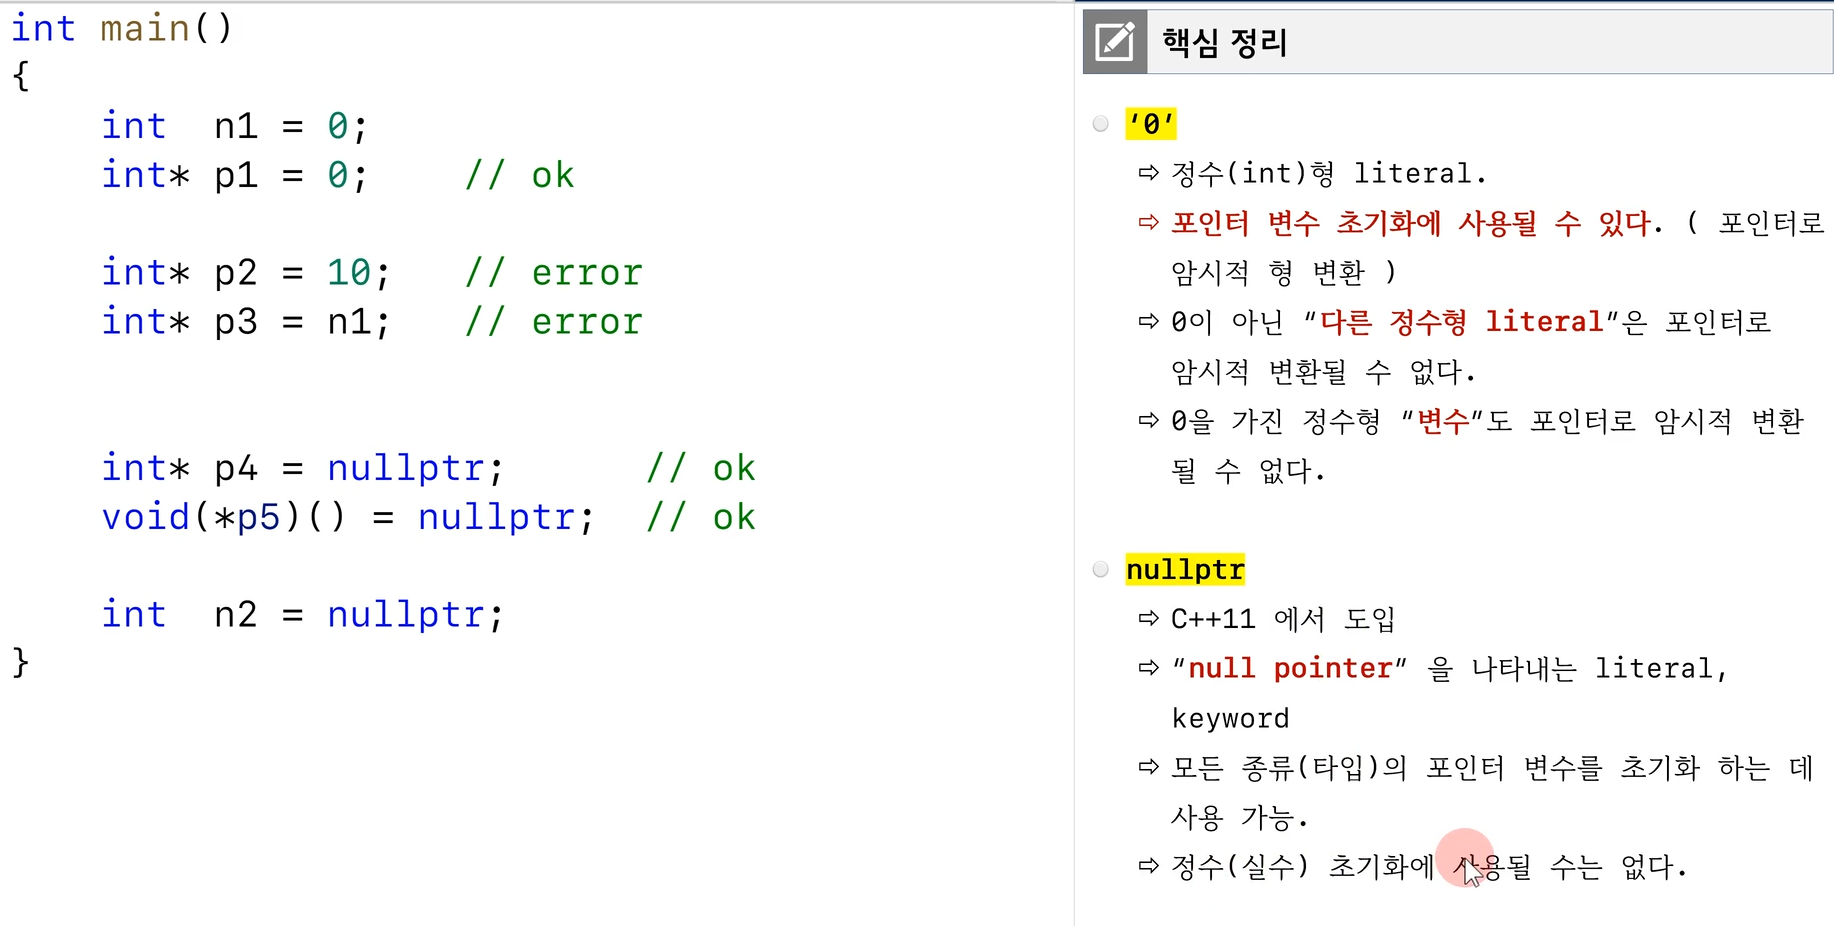 int main()
{
    int  n1 = 0;
    int* p1 = 0;    // ok
    int* p2 = 10;   // error
    int* p3 = n1;   // error
    int* p4 = nullptr;      // ok
    void(*p5)() = nullptr;  // ok
    int  n2 = nullptr;
}
핵심 정리
‘0’
⇨ 정수(int)형 literal.
⇨ 포인터 변수 초기화에 사용될 수 있다. ( 포인터로
암시적 형 변환 )
⇨ 0이 아닌 “다른 정수형 literal”은 포인터로
암시적 변환될 수 없다.
⇨ 0을 가진 정수형 “변수”도 포인터로 암시적 변환
될 수 없다.
nullptr
⇨ C++11 에서 도입
⇨ “null pointer” 을 나타내는 literal,
keyword
⇨ 모든 종류(타입)의 포인터 변수를 초기화 하는 데
사용 가능.
⇨ 정수(실수) 초기화에 사용될 수는 없다.